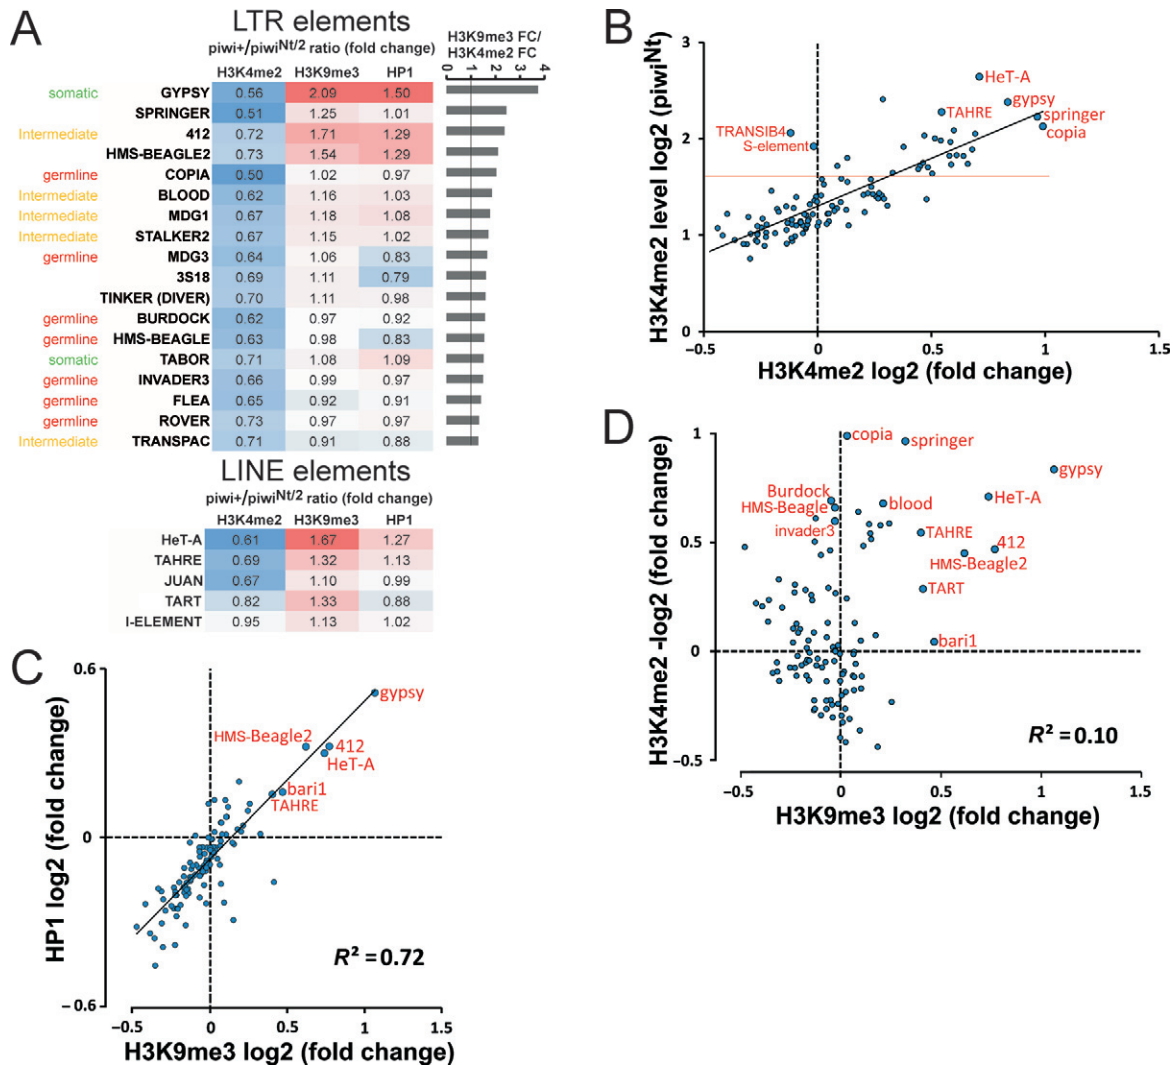 A
LTR elements
piwi+/piwiNt/2 ratio (fold change)
H3K9me3 FC/
H3K4me2 FC
H3K4me2 H3K9me3 HP1
0 1 2 3 4
somatic GYPSY 0.56 2.09 1.50
SPRINGER 0.51 1.25 1.01
Intermediate 412 0.72 1.71 1.29
HMS-BEAGLE2 0.73 1.54 1.29
germline COPIA 0.50 1.02 0.97
Intermediate BLOOD 0.62 1.16 1.03
Intermediate MDG1 0.67 1.18 1.08
Intermediate STALKER2 0.67 1.15 1.02
germline MDG3 0.64 1.06 0.83
3S18 0.69 1.11 0.79
TINKER (DIVER) 0.70 1.11 0.98
germline BURDOCK 0.62 0.97 0.92
germline HMS-BEAGLE 0.63 0.98 0.83
somatic TABOR 0.71 1.08 1.09
germline INVADER3 0.66 0.99 0.97
germline FLEA 0.65 0.92 0.91
germline ROVER 0.73 0.97 0.97
Intermediate TRANSPAC 0.71 0.91 0.88
LINE elements
piwi+/piwiNt/2 ratio (fold change)
H3K4me2 H3K9me3 HP1
HeT-A 0.61 1.67 1.27
TAHRE 0.69 1.32 1.13
JUAN 0.67 1.10 0.99
TART 0.82 1.33 0.88
I-ELEMENT 0.95 1.13 1.02
B
H3K4me2 level log2 (piwiNt)
3
2
1
0
HeT-A
gypsy
TAHRE
springer
copia
TRANSIB4
S-element
−0.5 0 0.5 1 1.5
H3K4me2 log2 (fold change)
C
HP1 log2 (fold change)
0.6
0
−0.6
gypsy
HMS-Beagle2
412
HeT-A
bari1
TAHRE
R² = 0.72
−0.5 0 0.5 1 1.5
H3K9me3 log2 (fold change)
D
H3K4me2 -log2 (fold change)
1
0.5
0
−0.5
copia
springer
gypsy
Burdock
HMS-Beagle
invader3
blood
HeT-A
TAHRE
412
HMS-Beagle2
TART
bari1
R² = 0.10
−0.5 0 0.5 1 1.5
H3K9me3 log2 (fold change)